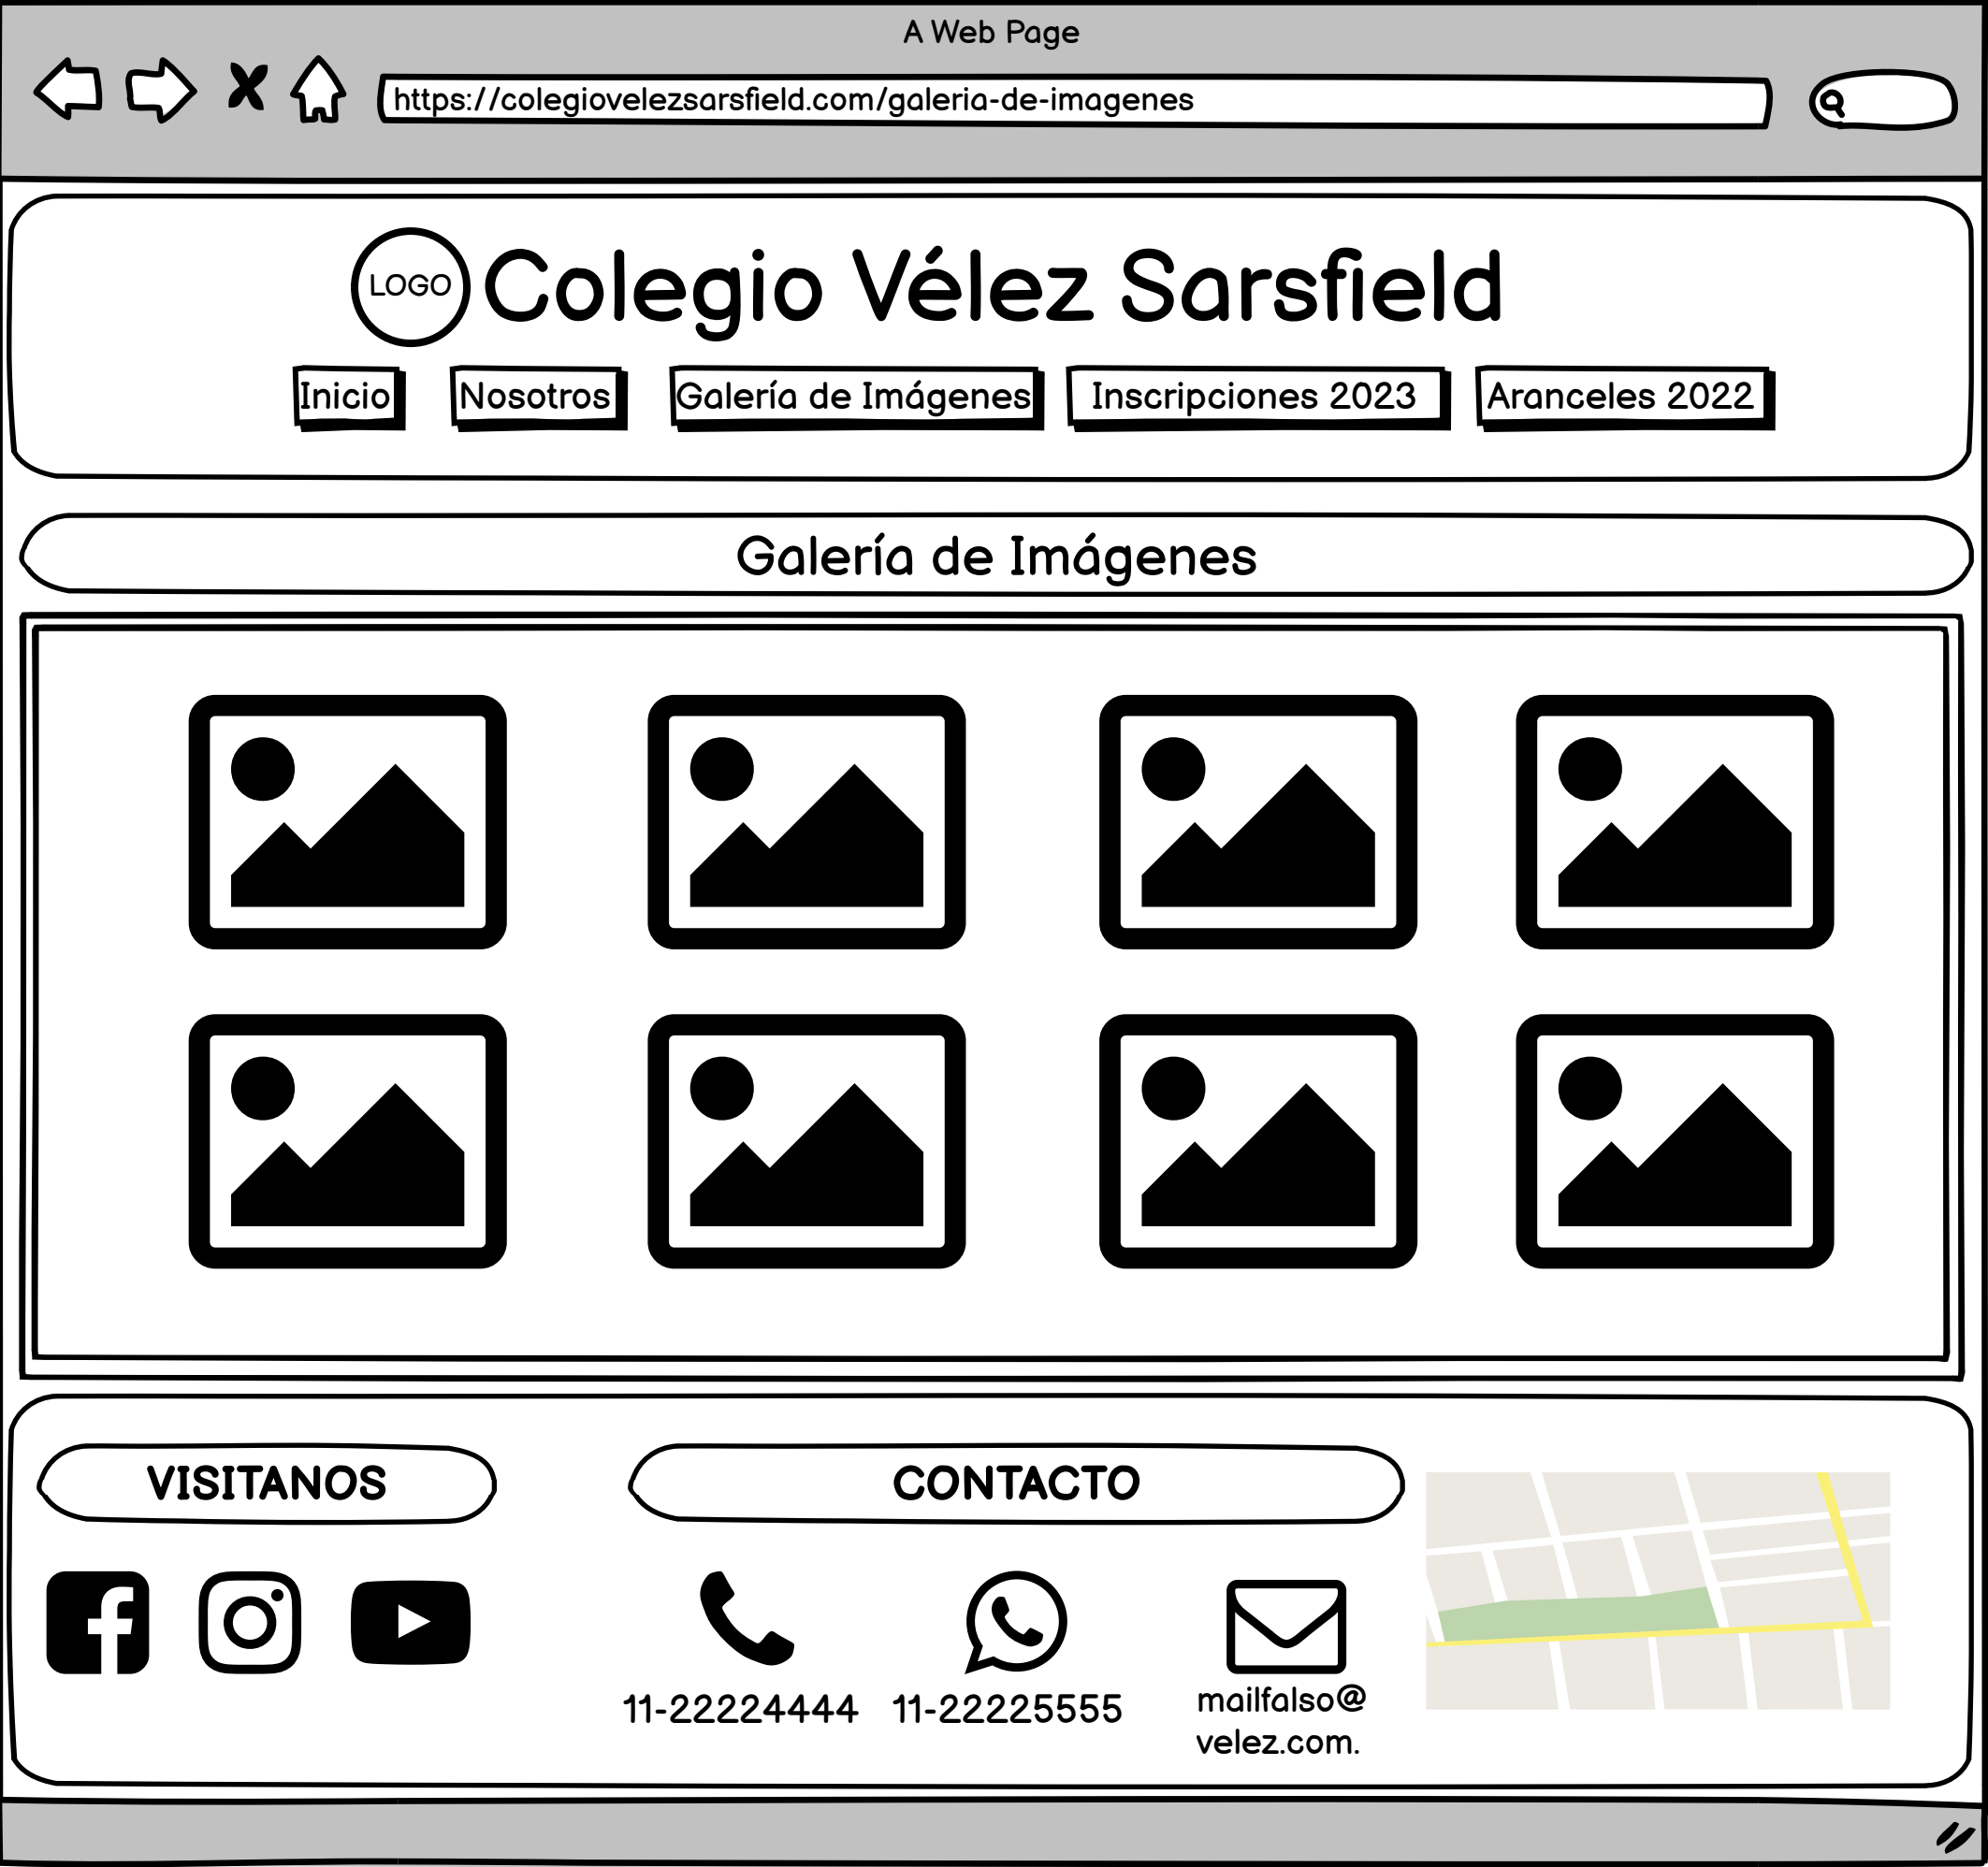 A Web Page
https://colegiovelezsarsfield.com/galeria-de-imagenes
LOGO
Colegio Vélez Sarsfield
Inicio
Nosotros
Galería de Imágenes
Inscripciones 2023
Aranceles 2022
Galería de Imágenes
VISITANOS
CONTACTO
11-22224444
11-22225555
mailfalso@
velez.com.